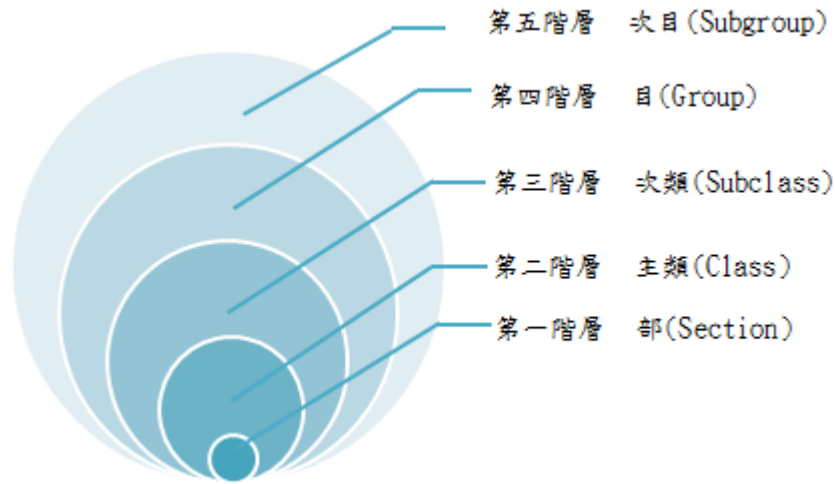 第五階層 次目(Subgroup)
第四階層 目(Group)
第三階層 次類(Subclass)
第二階層 主類(Class)
第一階層 部(Section)